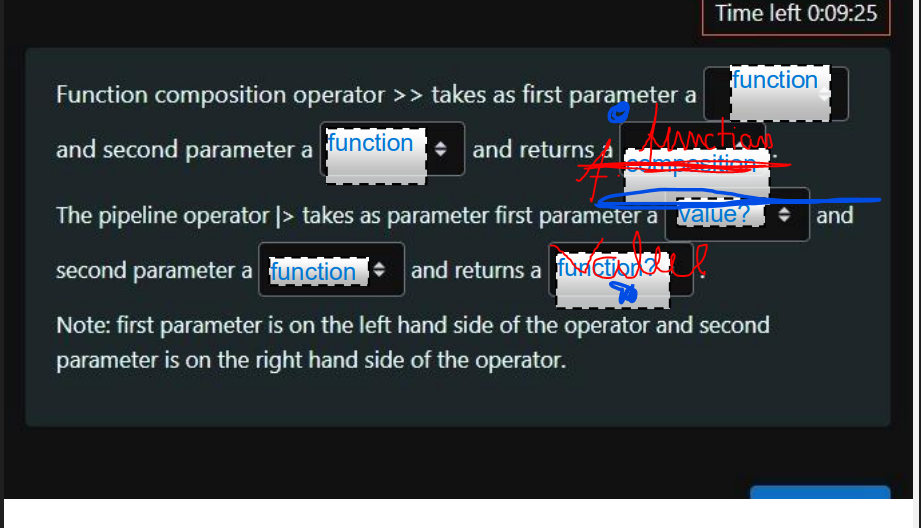 Time left 0:09:25
Function composition operator >> takes as first parameter a function
function
and second parameter a function and returns a composition .
The pipeline operator |> takes as parameter first parameter a value? and
Value
second parameter a function and returns a function? .
Note: first parameter is on the left hand side of the operator and second
parameter is on the right hand side of the operator.